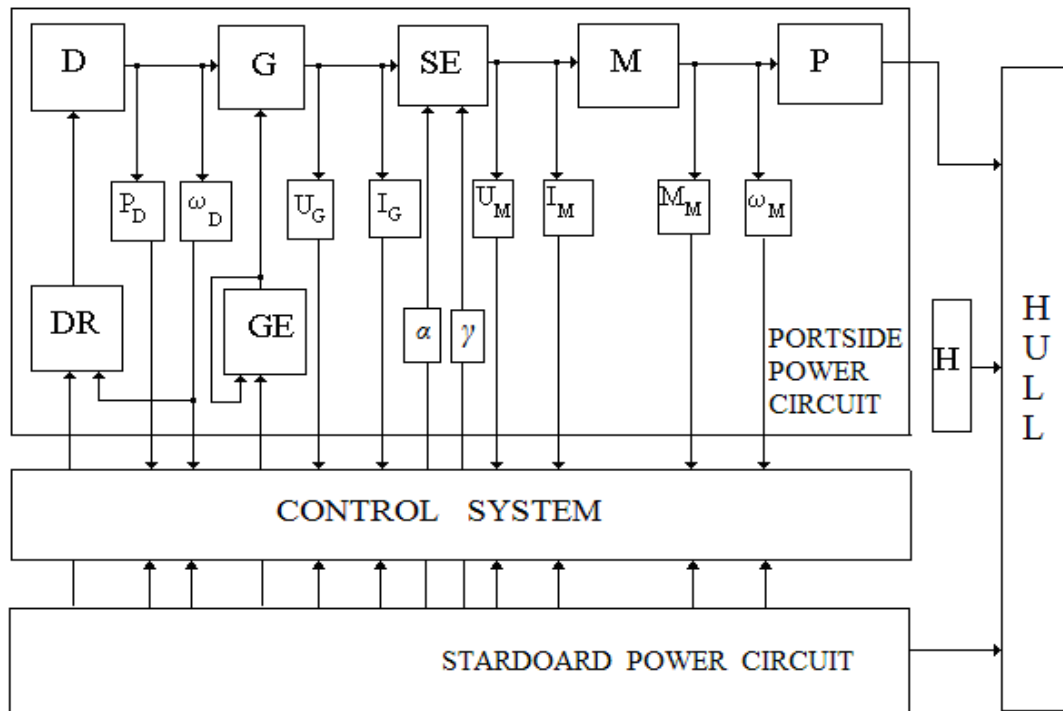 D G SE M P
P_D ω_D U_G I_G U_M I_M M_M ω_M
DR GE α γ
PORTSIDE
POWER
CIRCUIT
H
H
U
L
L
CONTROL SYSTEM
STARDOARD POWER CIRCUIT